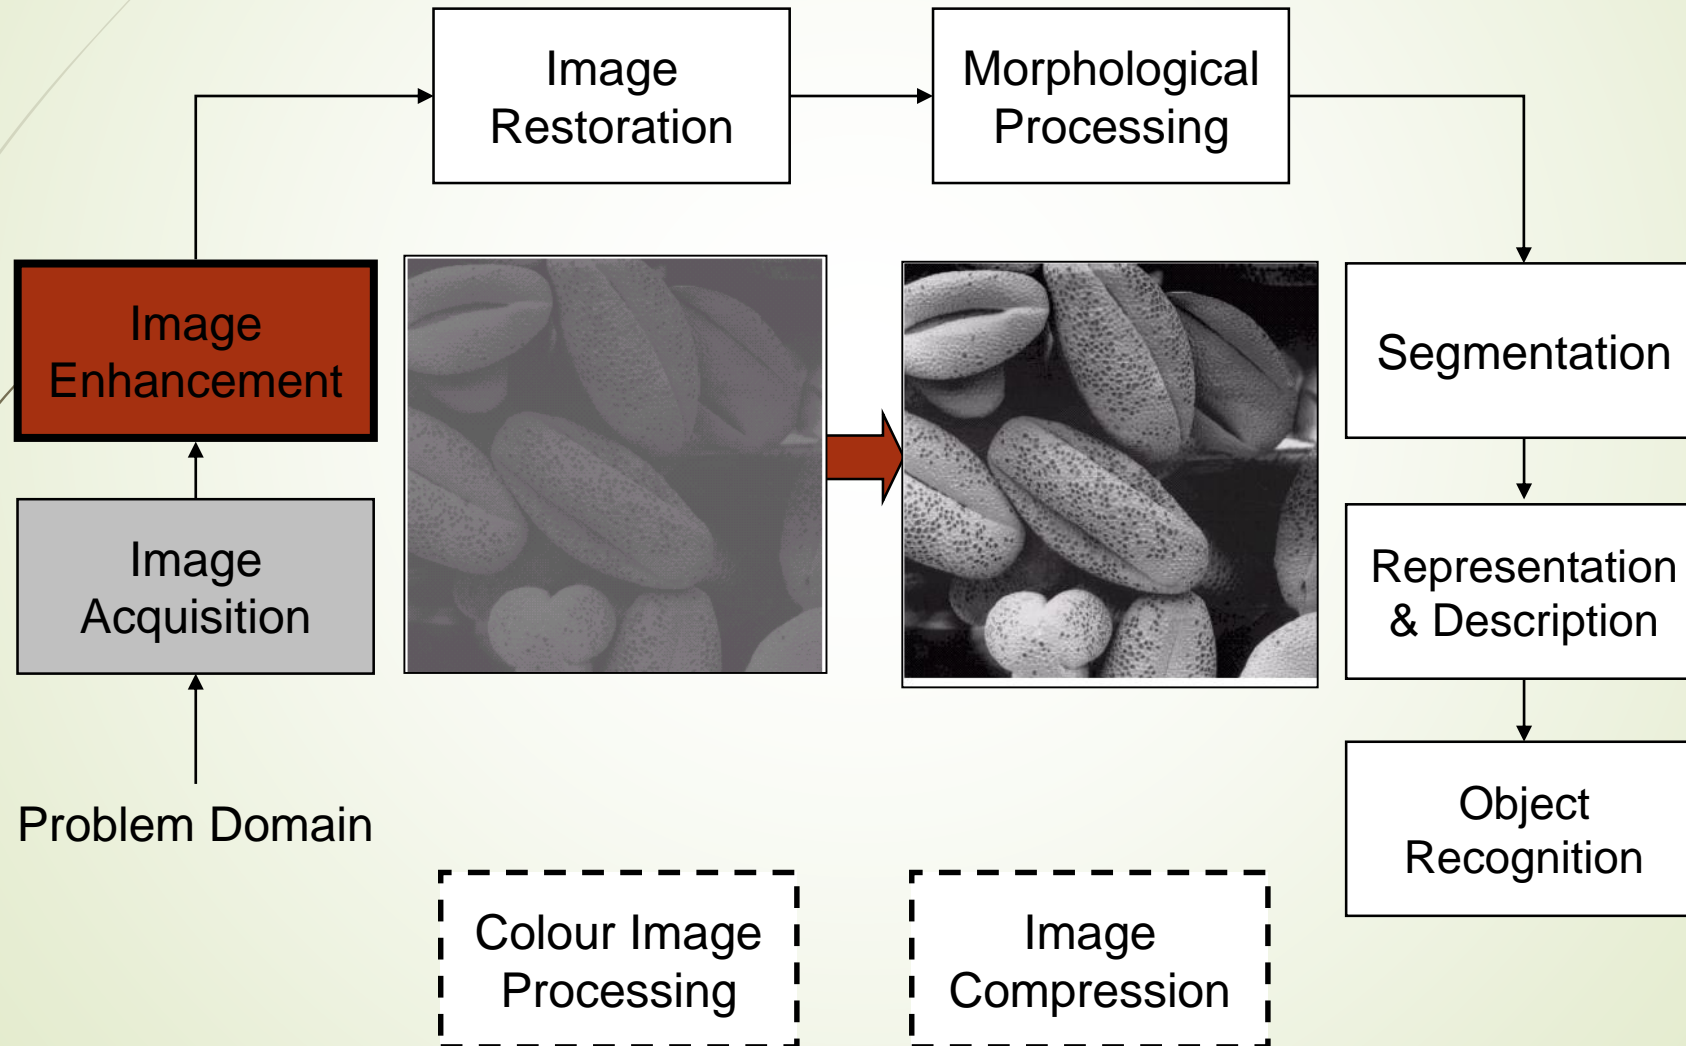 Image
Restoration
Morphological
Processing
Image
Enhancement
Segmentation
Image
Acquisition
Representation
& Description
Problem Domain
Object
Recognition
Colour Image
Processing
Image
Compression